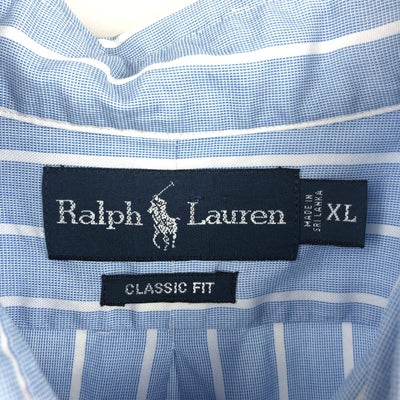 Ralph Lauren
MADE IN
SRI LANKA
XL
CLASSIC FIT